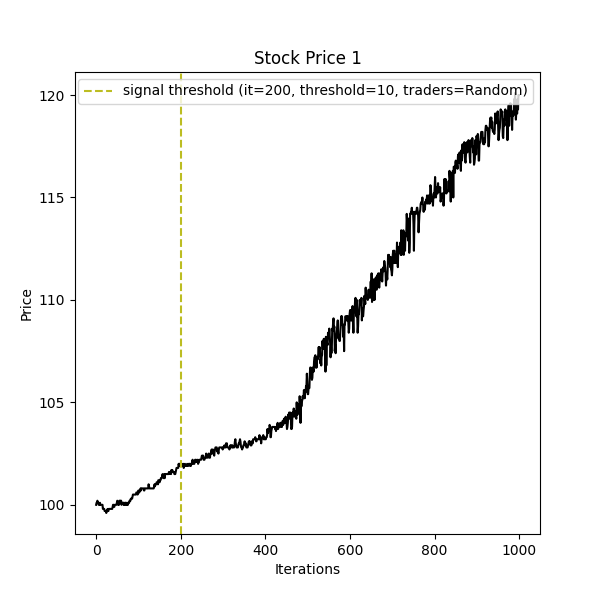 Stock Price 1
signal threshold (it=200, threshold=10, traders=Random)
120
115
110
105
100
Price
0 200 400 600 800 1000
Iterations